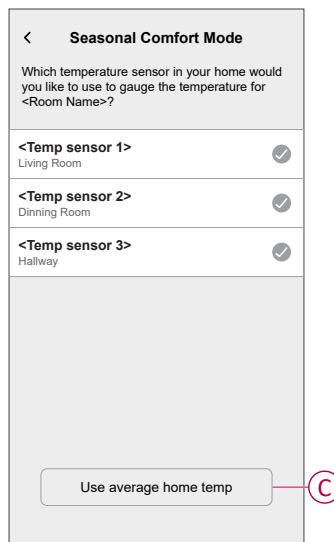 Seasonal Comfort Mode
Which temperature sensor in your home would
you like to use to gauge the temperature for
<Room Name>?
<Temp sensor 1>
Living Room
<Temp sensor 2>
Dinning Room
<Temp sensor 3>
Hallway
Use average home temp
C